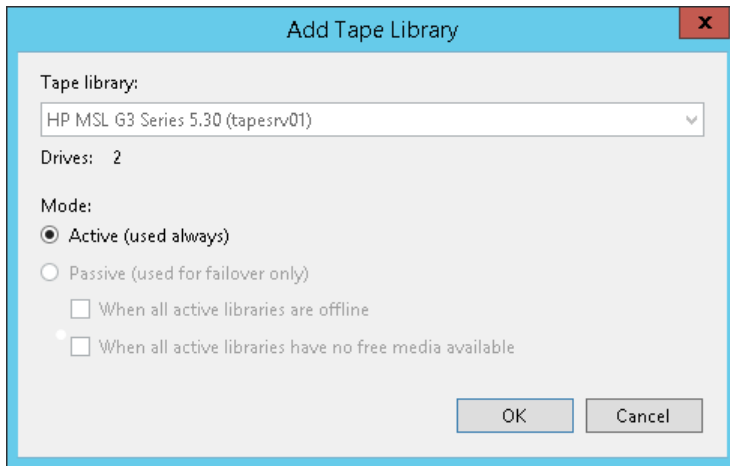 Add Tape Library
x
Tape library:
HP MSL G3 Series 5.30 (tapesrv01)
Drives: 2
Mode:
Active (used always)
Passive (used for failover only)
When all active libraries are offline
When all active libraries have no free media available
OK Cancel